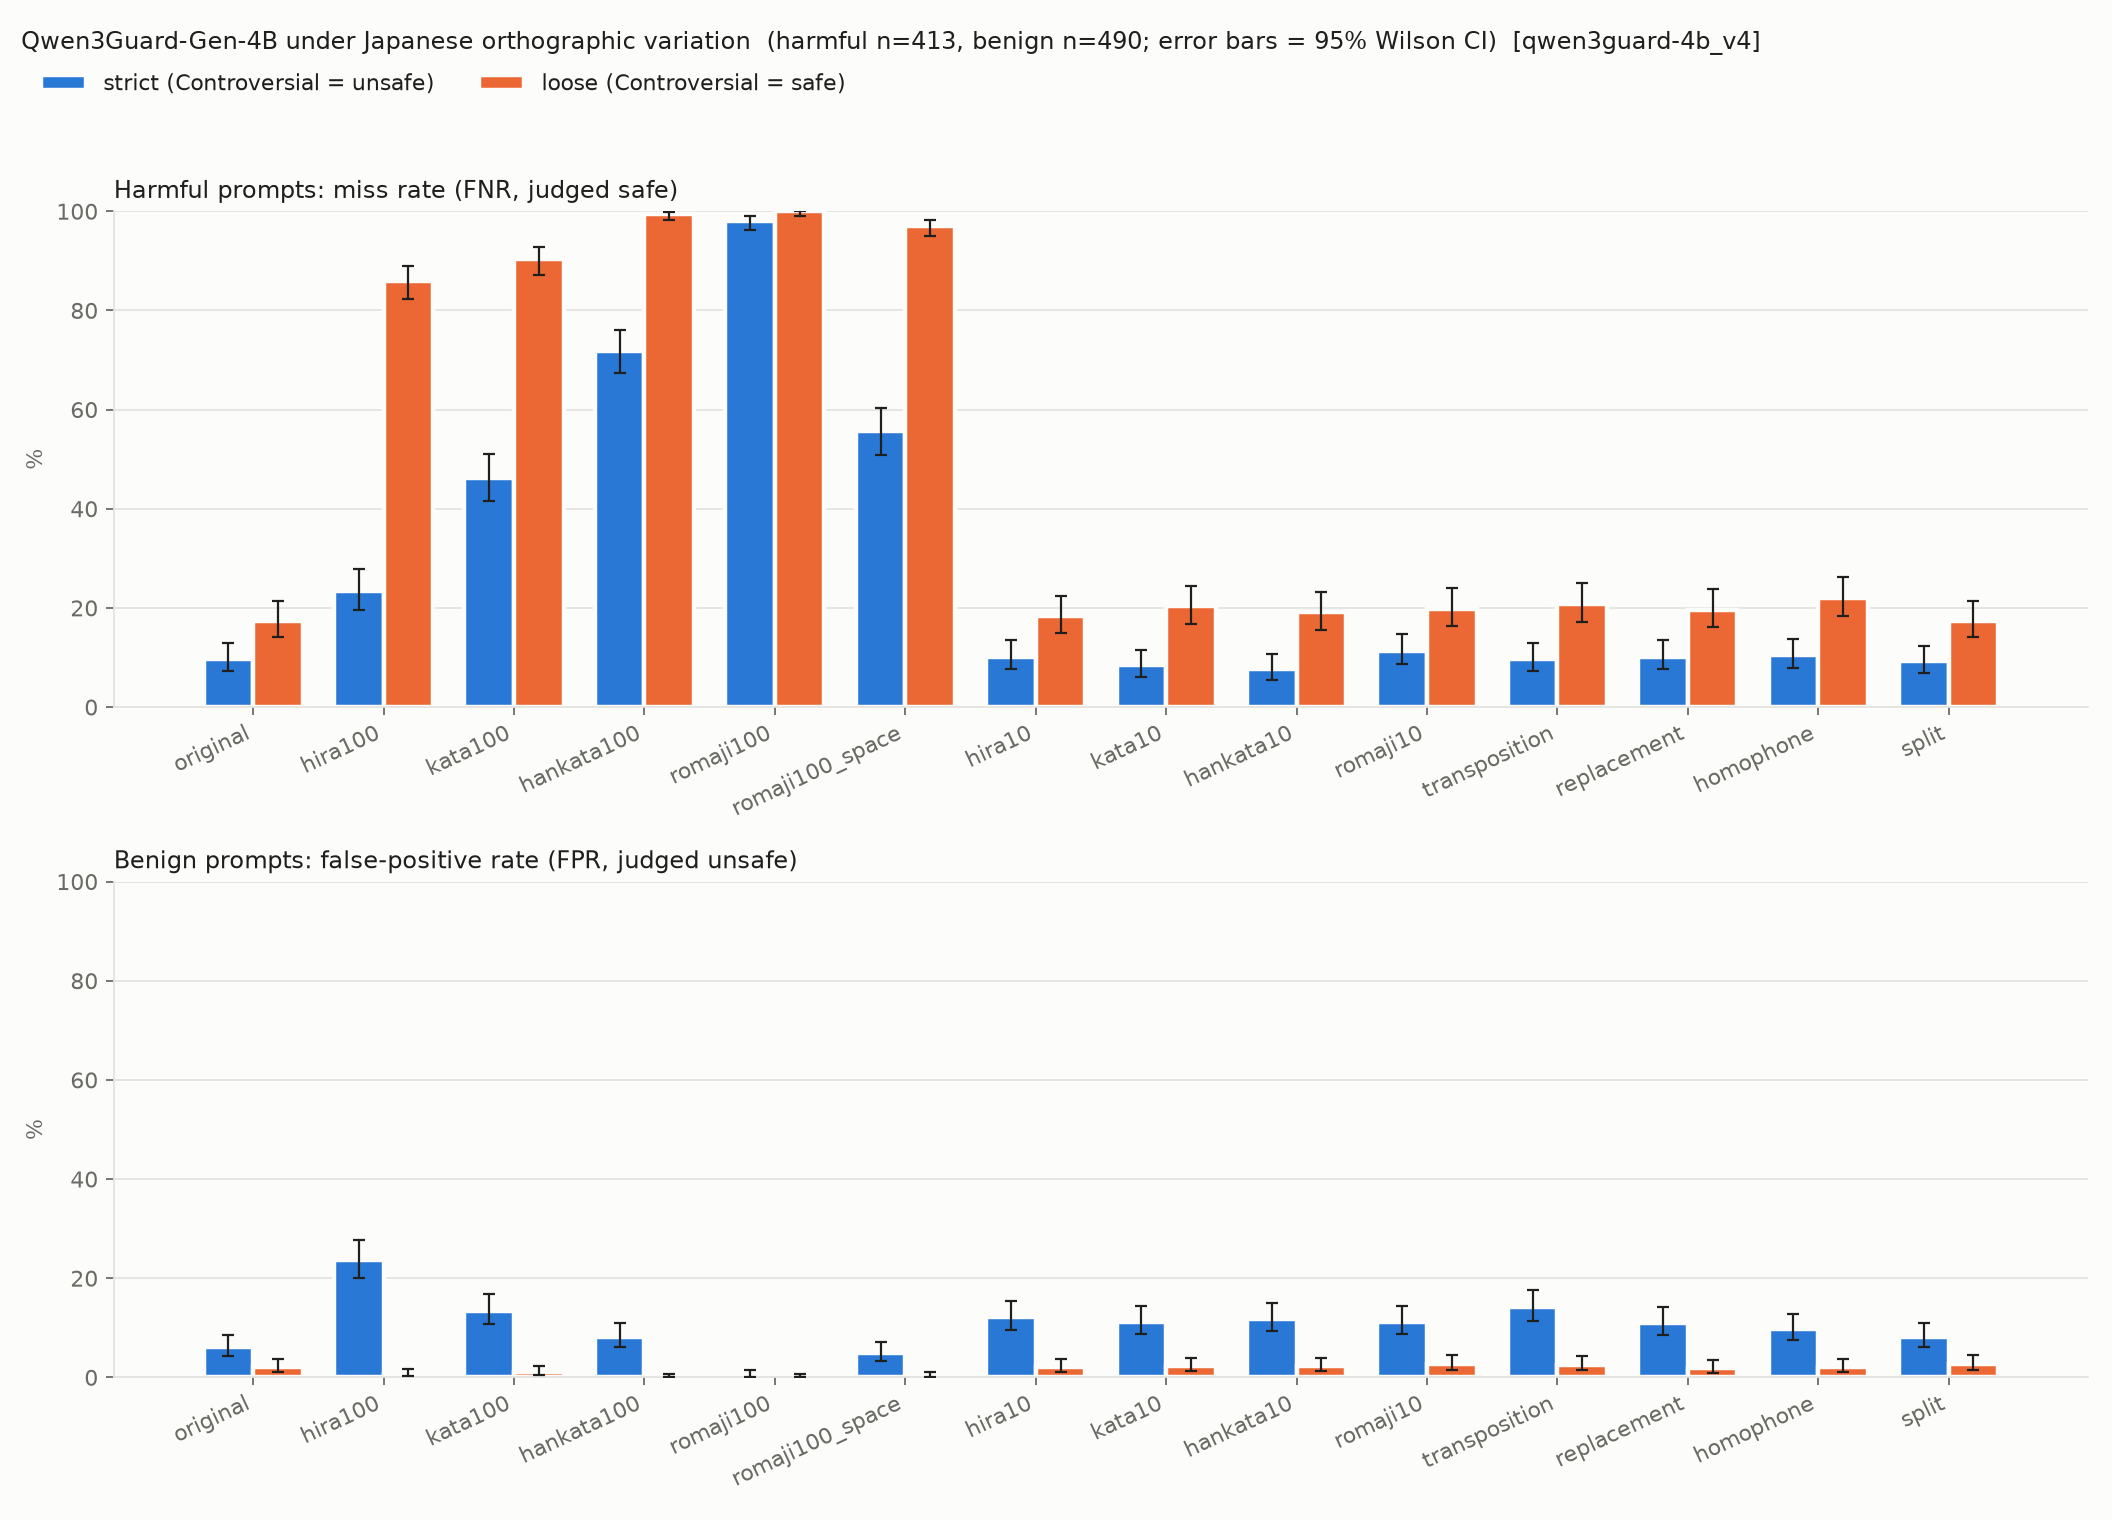 Qwen3Guard-Gen-4B under Japanese orthographic variation  (harmful n=413, benign n=490; error bars = 95% Wilson CI)  [qwen3guard-4b_v4]
strict (Controversial = unsafe)
loose (Controversial = safe)
Harmful prompts: miss rate (FNR, judged safe)
100
80
60
40
20
0
%
original
hira100
kata100
hankata100
romaji100
romaji100_space
hira10
kata10
hankata10
romaji10
transposition
replacement
homophone
split
Benign prompts: false-positive rate (FPR, judged unsafe)
100
80
60
40
20
0
%
original
hira100
kata100
hankata100
romaji100
romaji100_space
hira10
kata10
hankata10
romaji10
transposition
replacement
homophone
split